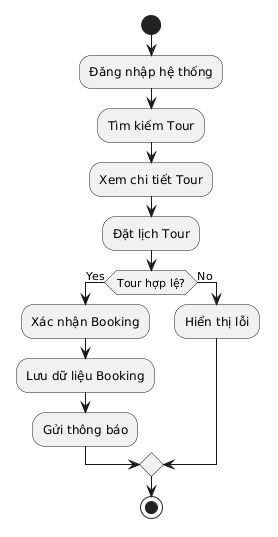 Đăng nhập hệ thống
Tìm kiếm Tour
Xem chi tiết Tour
Đặt lịch Tour
Tour hợp lệ?
Yes
No
Xác nhận Booking
Hiển thị lỗi
Lưu dữ liệu Booking
Gửi thông báo